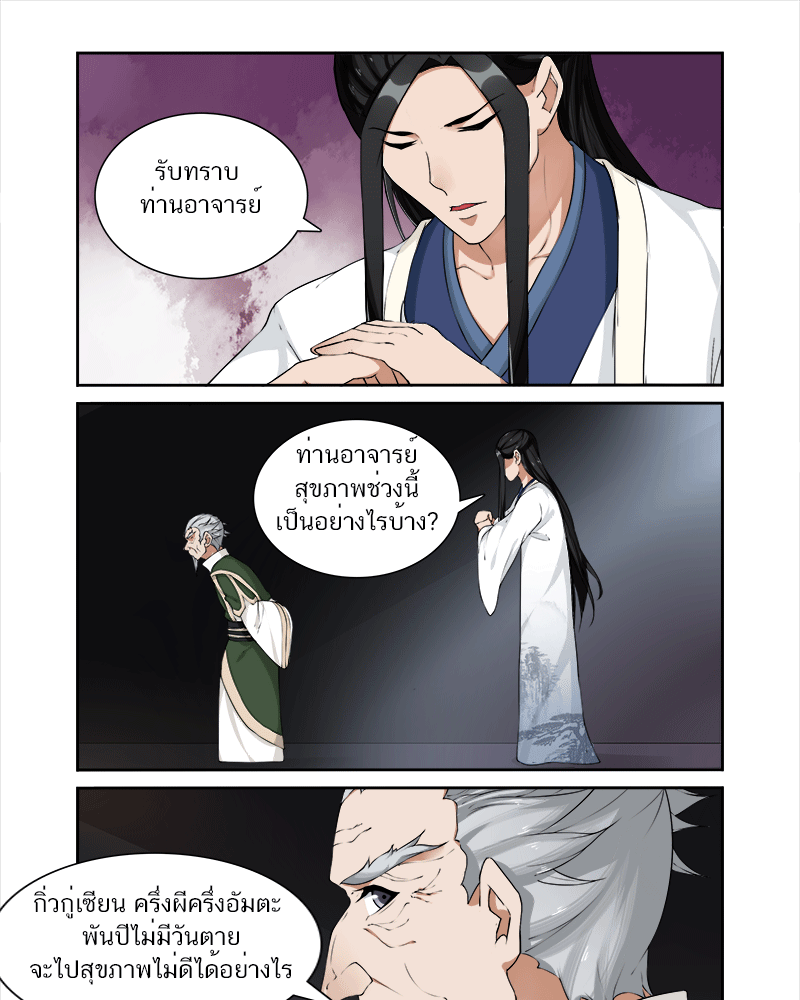 รับทราบ
ท่านอาจารย์
ท่านอาจารย์
สุขภาพช่วงนี้
เป็นอย่างไรบ้าง?
กิ่วกู่เซียน ครึ่งผีครึ่งอัมตะ
พันปีไม่มีวันตาย
จะไปสุขภาพไม่ดีได้อย่างไร